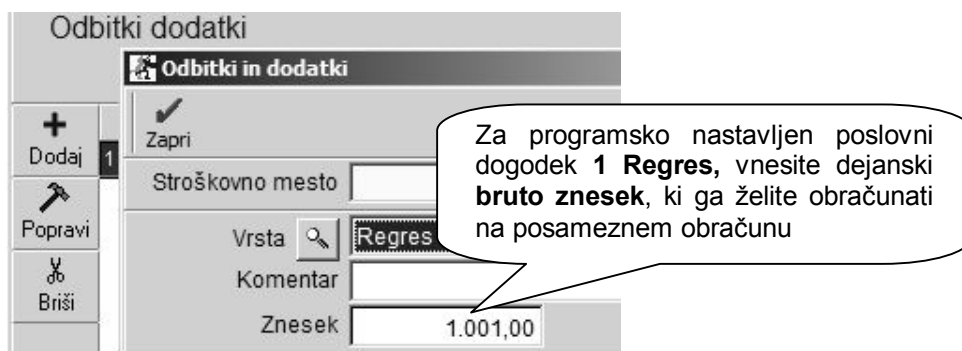 Odbitki dodatki
Odbitki in dodatki
Zapri
Dodaj
1
Popravi
Briši
Stroškovno mesto
Vrsta
Regres
Komentar
Znesek
1.001,00
Za programsko nastavljen poslovni
dogodek 1 Regres, vnesite dejanski
bruto znesek, ki ga želite obračunati
na posameznem obračunu